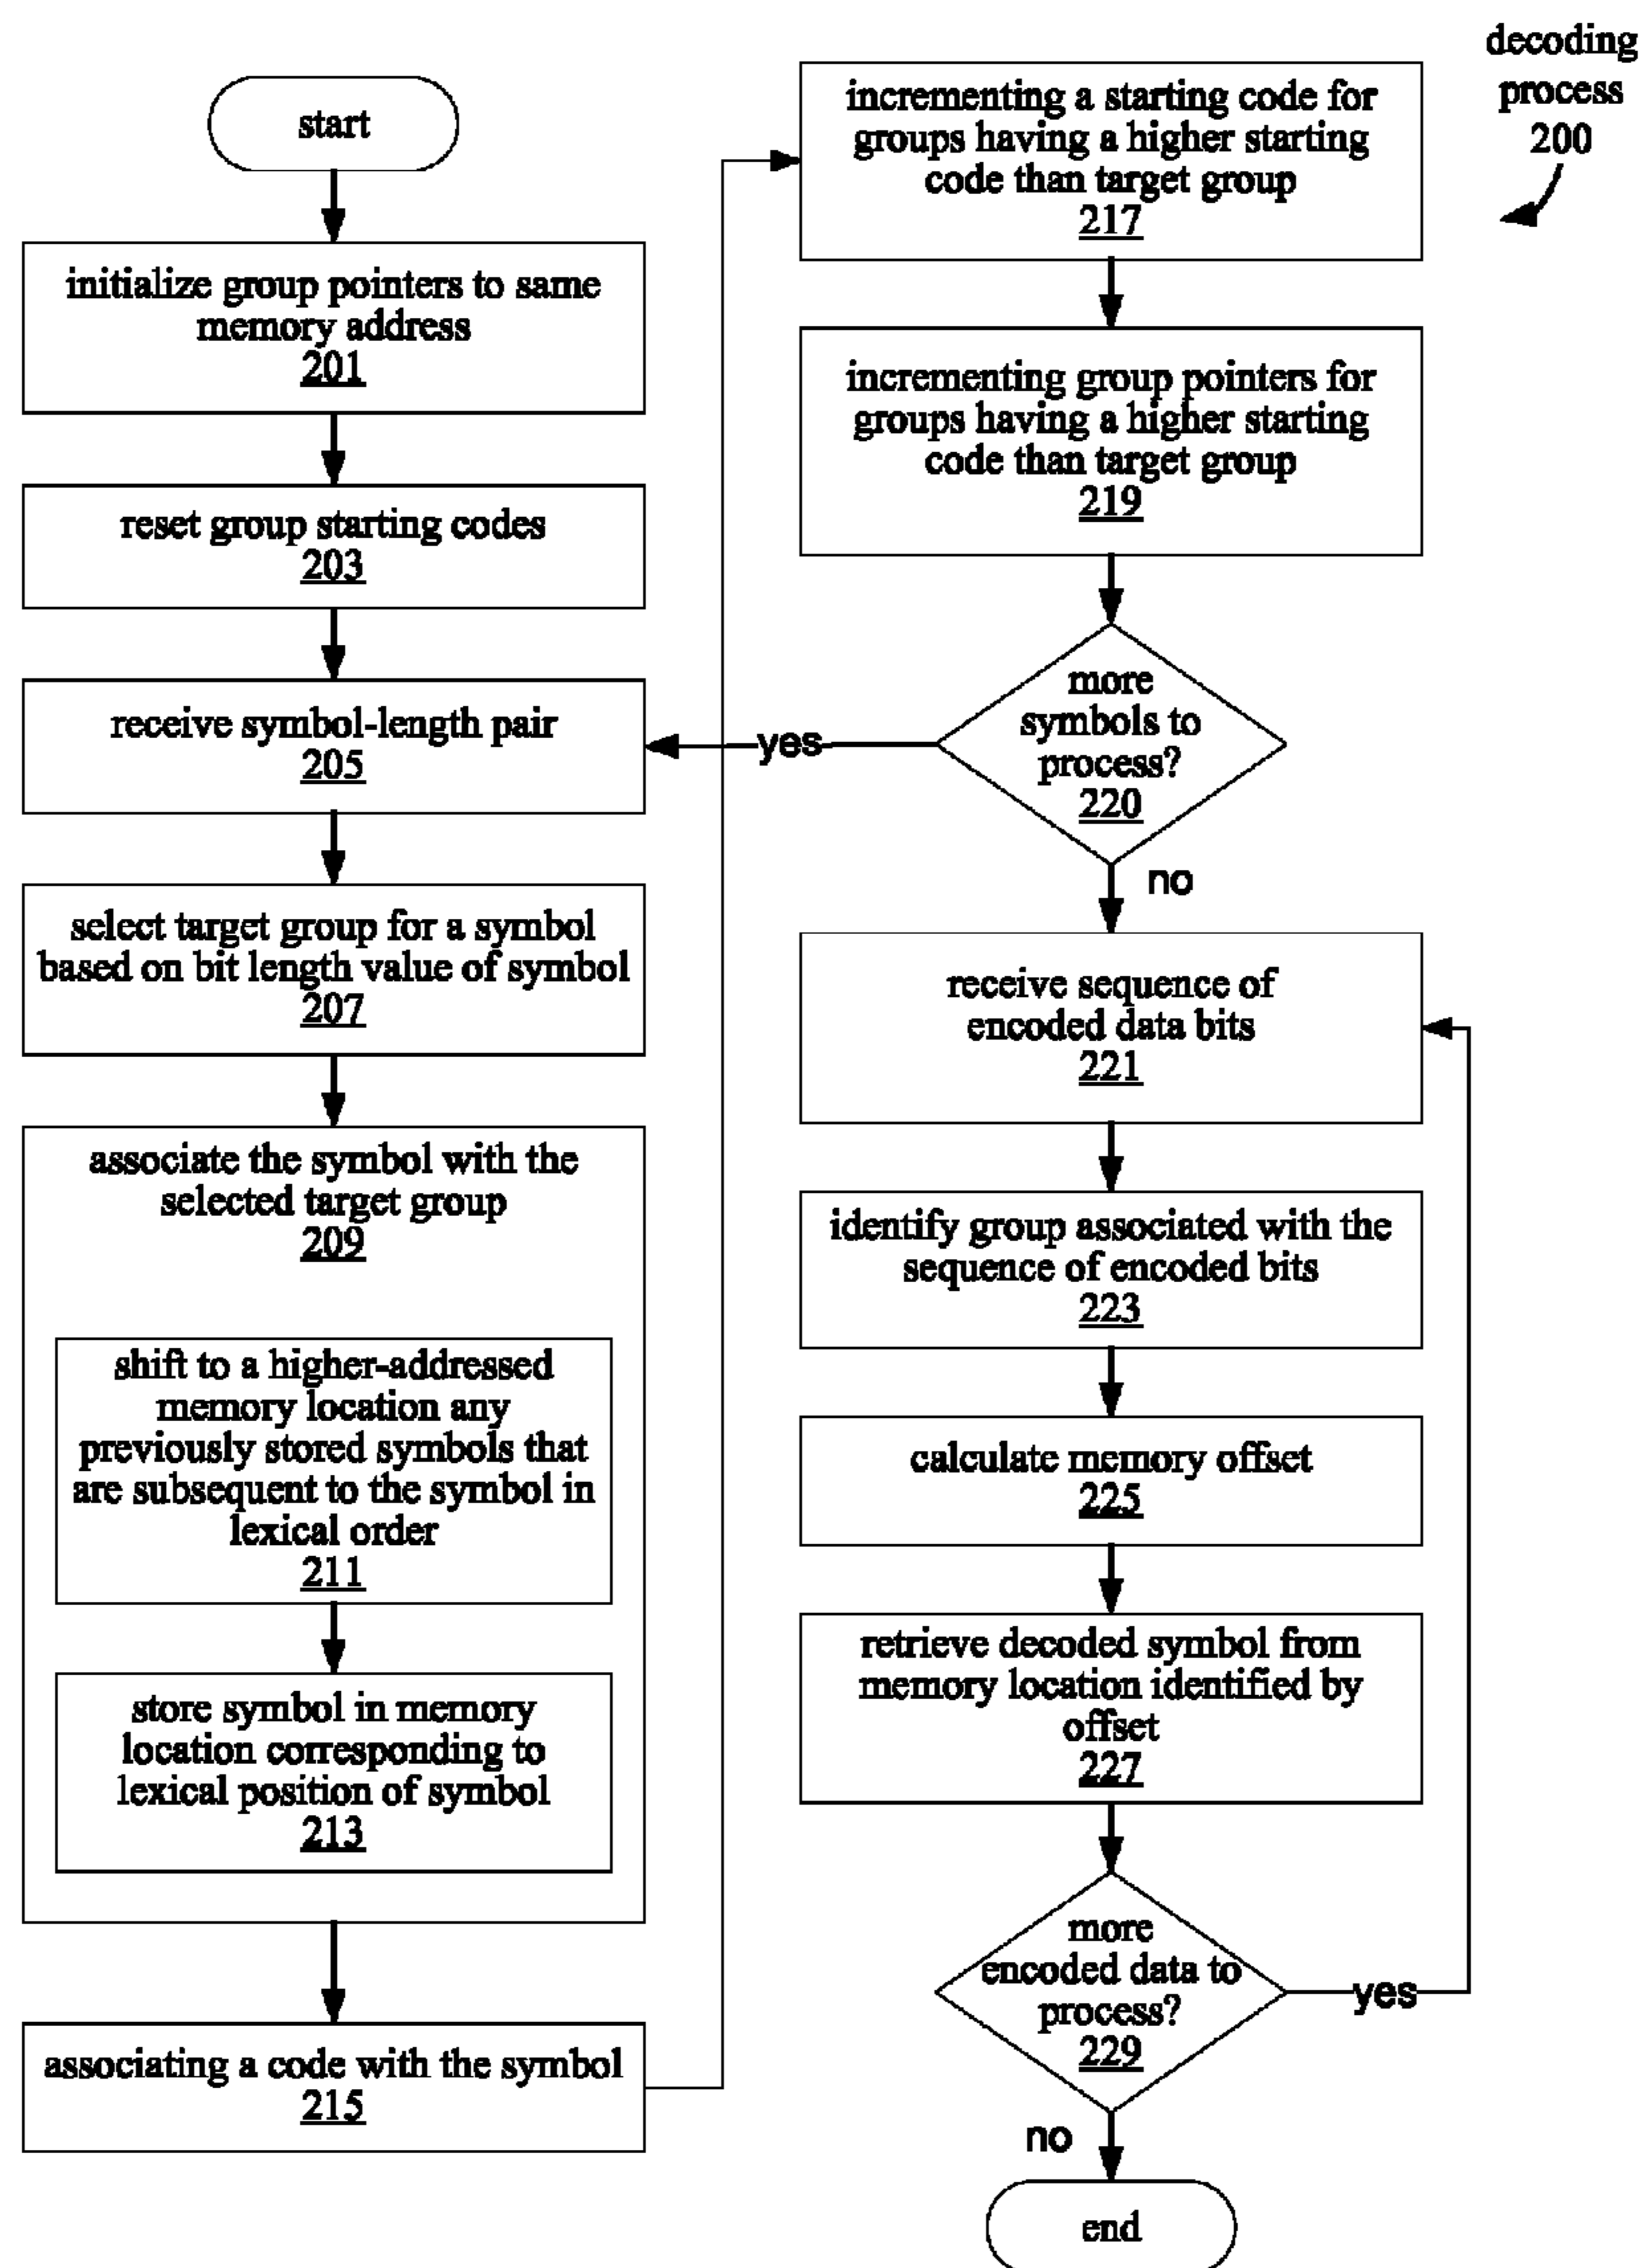 start
initialize group pointers to same
memory address
201
reset group starting codes
203
receive symbol-length pair
205
select target group for a symbol
based on bit length value of symbol
207
associate the symbol with the
selected target group
209
shift to a higher-addressed
memory location any
previously stored symbols that
are subsequent to the symbol in
lexical order
211
store symbol in memory
location corresponding to
lexical position of symbol
213
associating a code with the symbol
215
incrementing a starting code for
groups having a higher starting
code than target group
217
incrementing group pointers for
groups having a higher starting
code than target group
219
more
symbols to
process?
220
yes
no
receive sequence of
encoded data bits
221
identify group associated with the
sequence of encoded bits
223
calculate memory offset
225
retrieve decoded symbol from
memory location identified by
offset
227
more
encoded data to
process?
229
yes
no
end
decoding
process
200